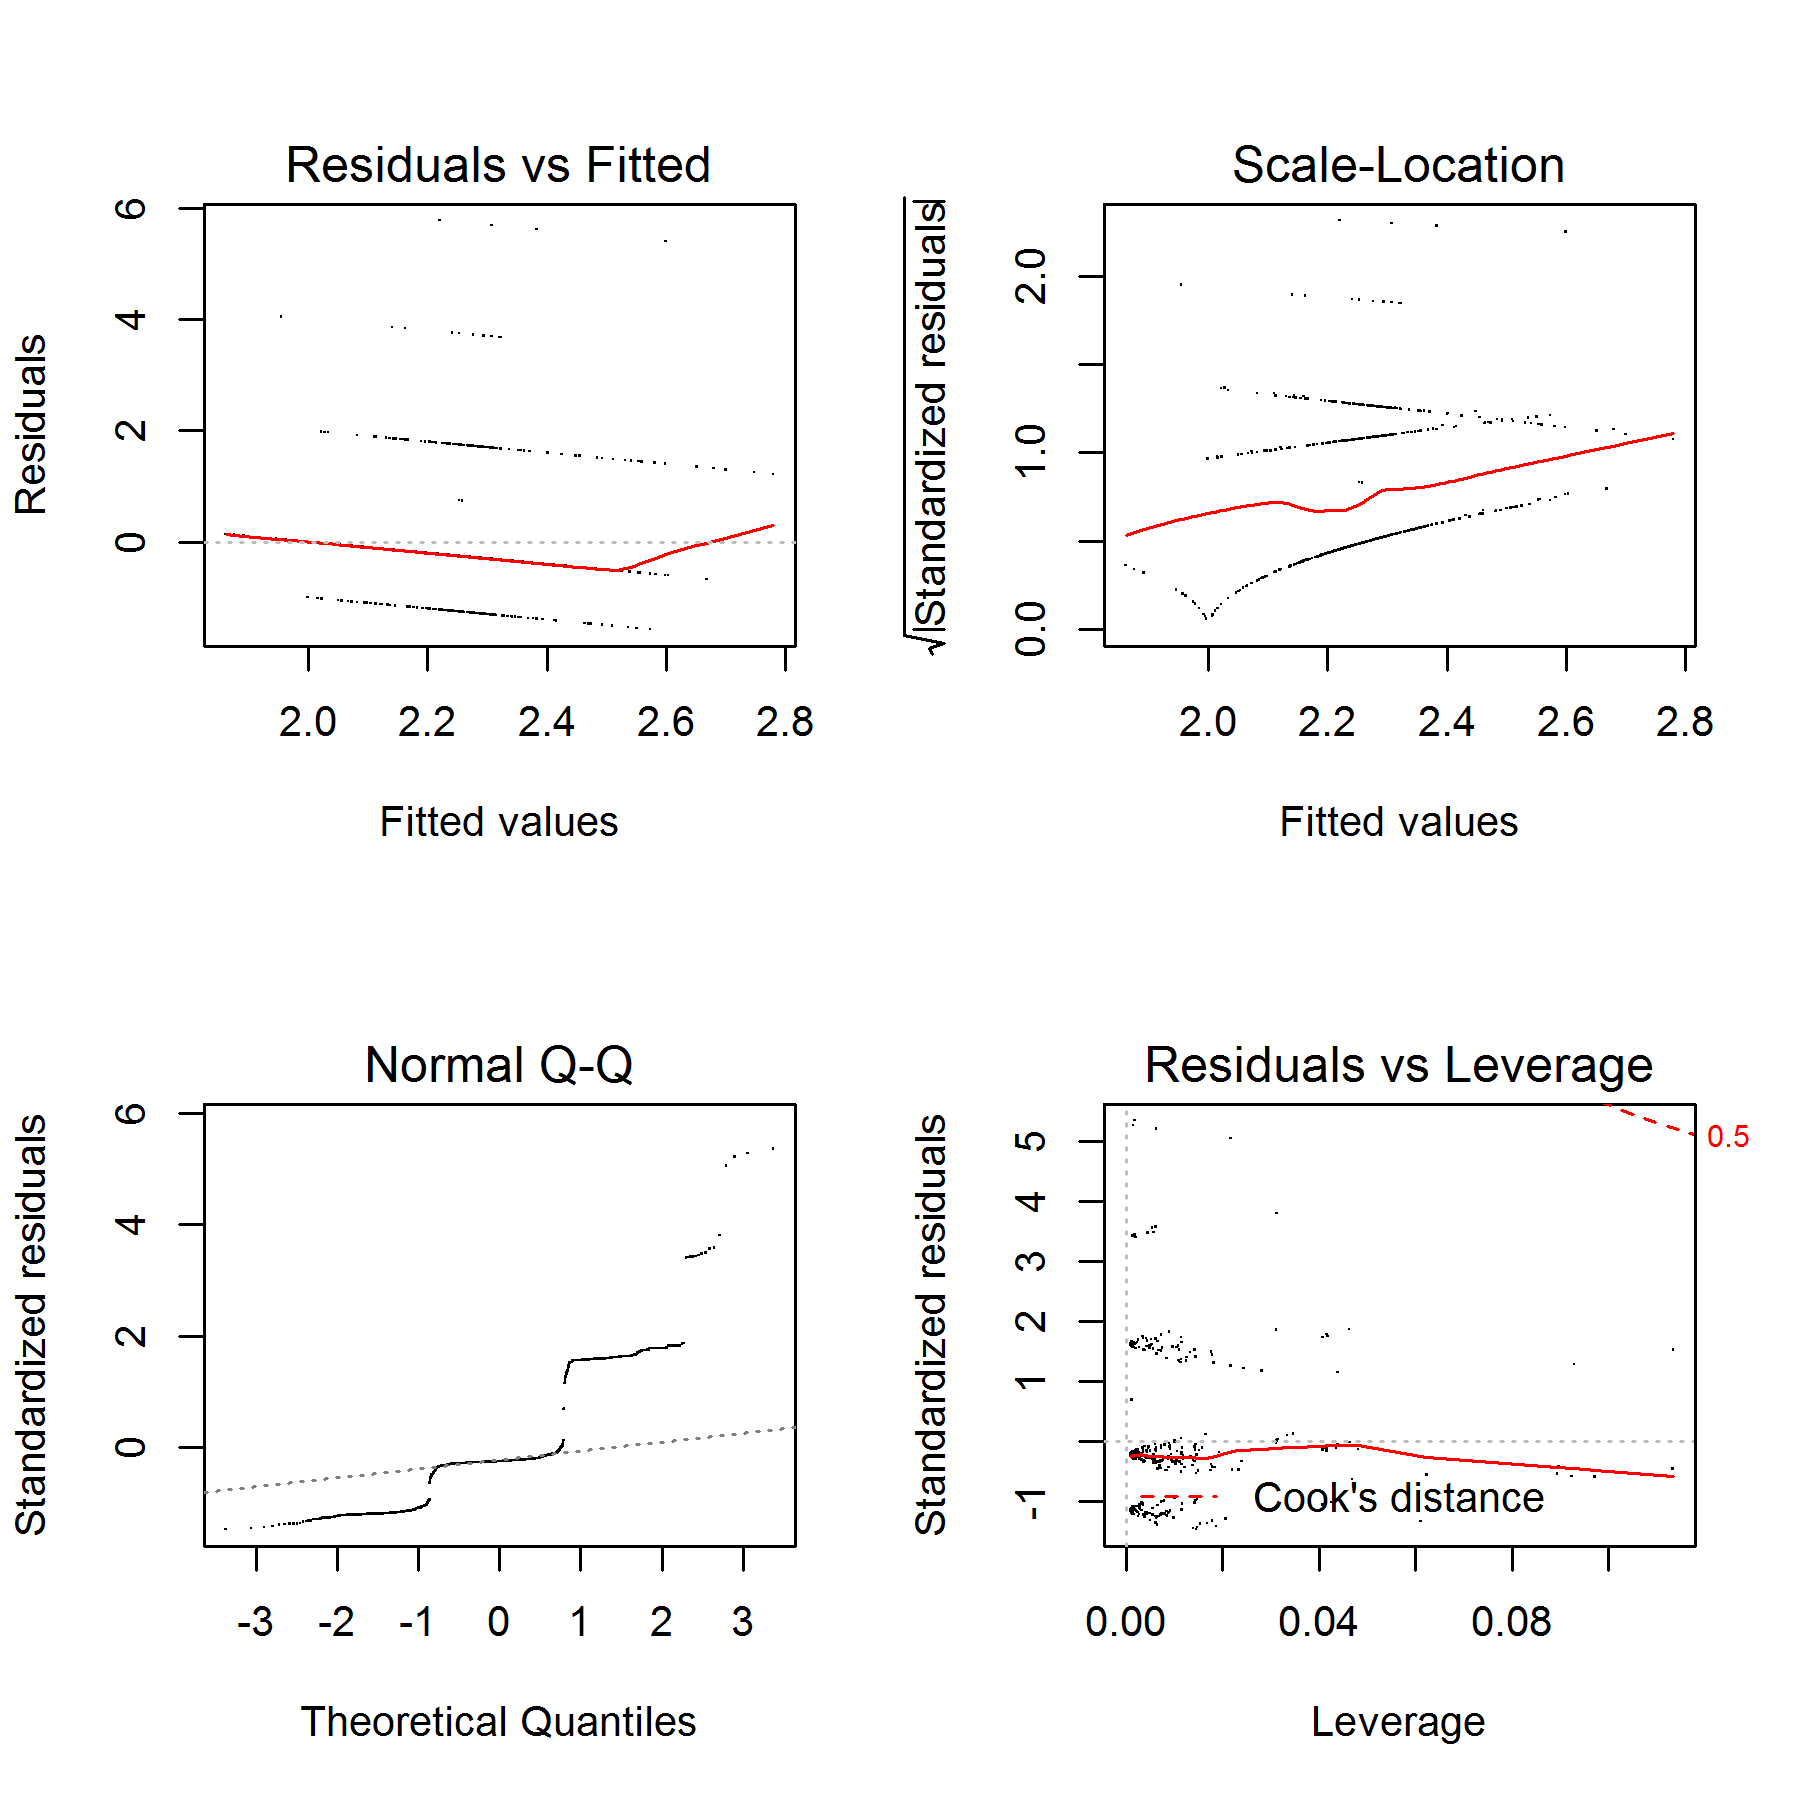 Residuals vs Fitted
Residuals
0 2 4 6
2.0 2.2 2.4 2.6 2.8
Fitted values
Scale-Location
√|Standardized residuals|
0.0 1.0 2.0
2.0 2.2 2.4 2.6 2.8
Fitted values
Normal Q-Q
Standardized residuals
0 2 4 6
-3 -2 -1 0 1 2 3
Theoretical Quantiles
Residuals vs Leverage
Standardized residuals
-1 1 2 3 4 5
0.5
Cook's distance
0.00 0.04 0.08
Leverage